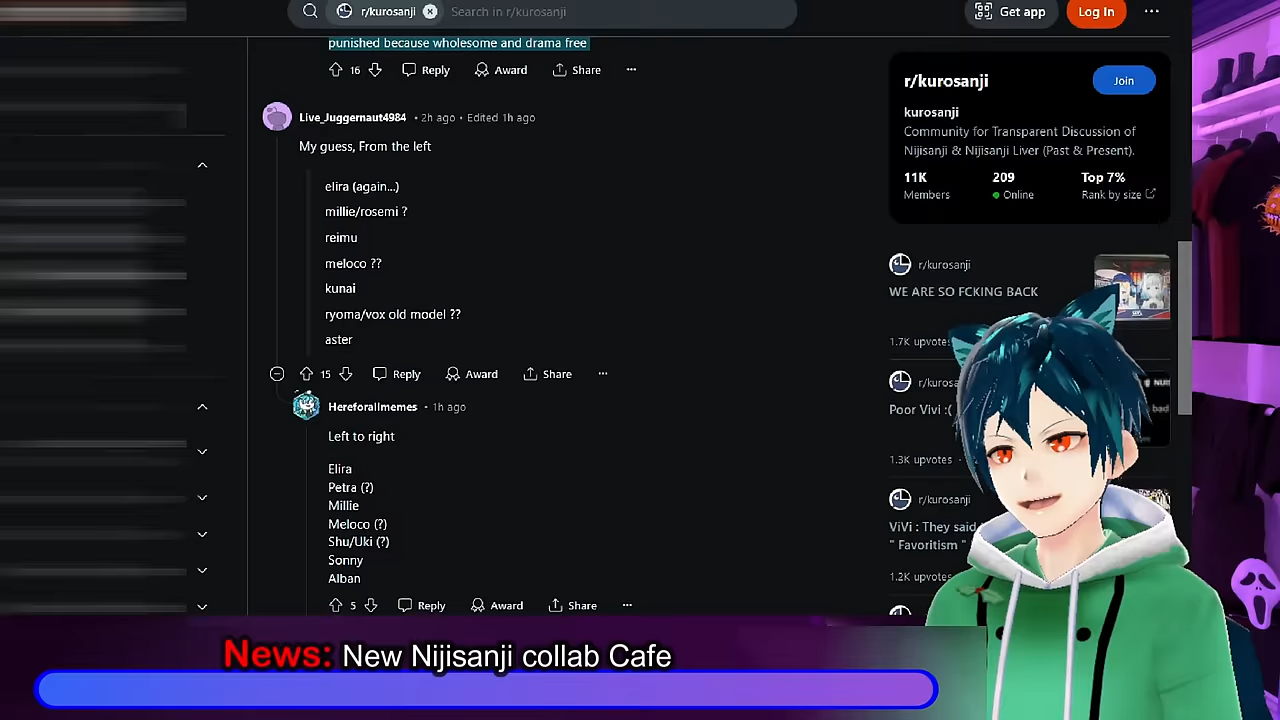 r/kurosanji
Search in r/kurosanji
Get app
Log In
punished because wholesome and drama free
16
Reply
Award
Share
Live_Juggernaut4984 • 2h ago • Edited 1h ago
My guess, From the left
elira (again...)
millie/rosemi ?
reimu
meloco ??
kunai
ryoma/vox old model ??
aster
15
Reply
Award
Share
Hereforallmemes • 1h ago
Left to right
Elira
Petra (?)
Millie
Meloco (?)
Shu/Uki (?)
Sonny
Alban
5
Reply
Award
Share
r/kurosanji
Join
kurosanji
Community for Transparent Discussion of
Nijisanji & Nijisanji Liver (Past & Present).
11K
209
Top 7%
Members
Online
Rank by size
r/kurosanji
WE ARE SO FCKING BACK
1.7K upvotes
Poor Vivi :(
1.3K upvotes
r/kurosanji
ViVi : They said
" Favoritism "
1.2K upvotes
News: New Nijisanji collab Cafe